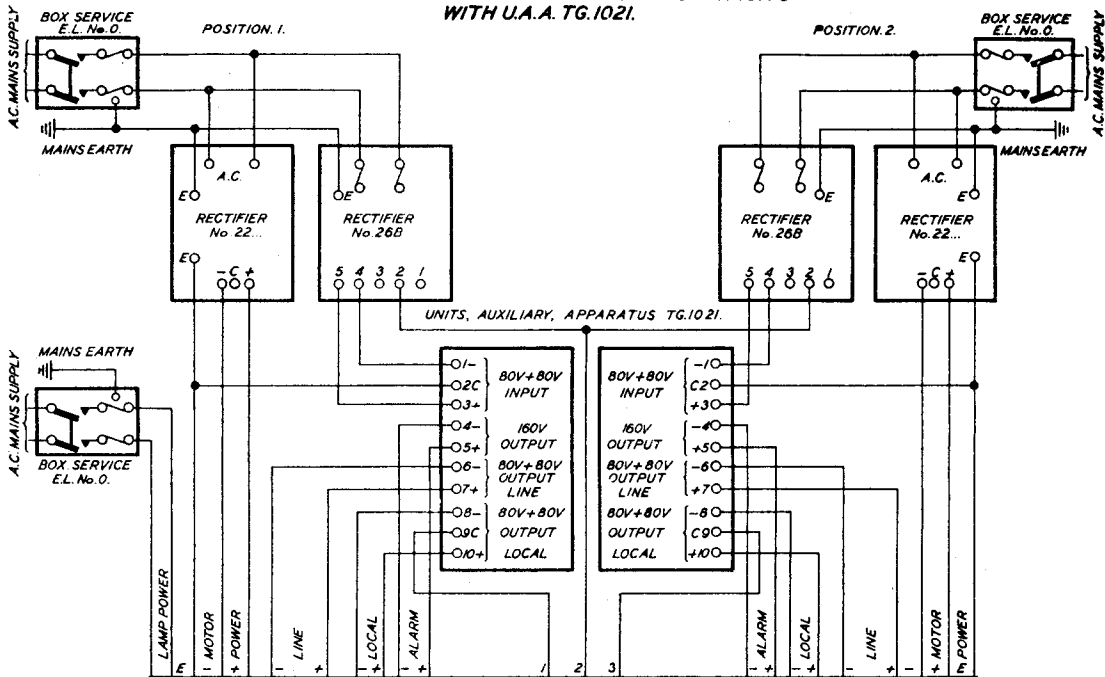 WITH U.A.A. TG.1021.
BOX SERVICE
E.L. No.O.
POSITION. 1.
POSITION.2.
BOX SERVICE
E.L. No.O.
A.C. MAINS SUPPLY
A.C. MAINS SUPPLY
MAINS EARTH
MAINS EARTH
A.C.
E
RECTIFIER
No.22...
E
- C +
E
RECTIFIER
No.26B
5 4 3 2 1
E
RECTIFIER
No.26B
5 4 3 2 1
A.C.
E
RECTIFIER
No.22...
E
- C +
UNITS, AUXILIARY, APPARATUS TG.1021.
MAINS EARTH
A.C. MAINS SUPPLY
BOX SERVICE
E.L. No.O.
1-
2C
3+
80V+80V
INPUT
4-
5+
160V
OUTPUT
6-
7+
80V+80V
OUTPUT
LINE
8-
9C
10+
80V+80V
OUTPUT
LOCAL
80V+80V
INPUT
-1
C2
+3
160V
OUTPUT
-4
+5
80V+80V
OUTPUT
LINE
-6
+7
80V+80V
OUTPUT
LOCAL
-8
C9
+10
LAMP POWER
E
- MOTOR
+ POWER
- LINE +
- LOCAL +
- ALARM +
1 2 3
- ALARM +
- LOCAL +
- LINE +
- MOTOR
+ POWER
E